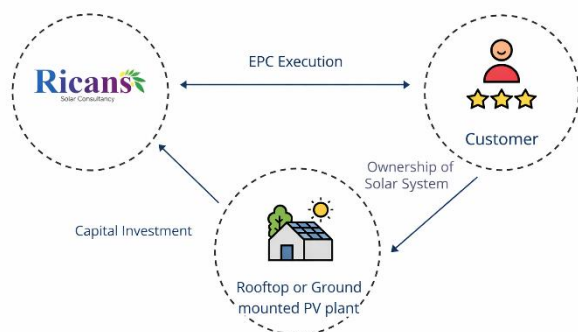 Ricans
Solar Consultancy
EPC Execution
Customer
Ownership of
Solar System
Capital Investment
Rooftop or Ground
mounted PV plant